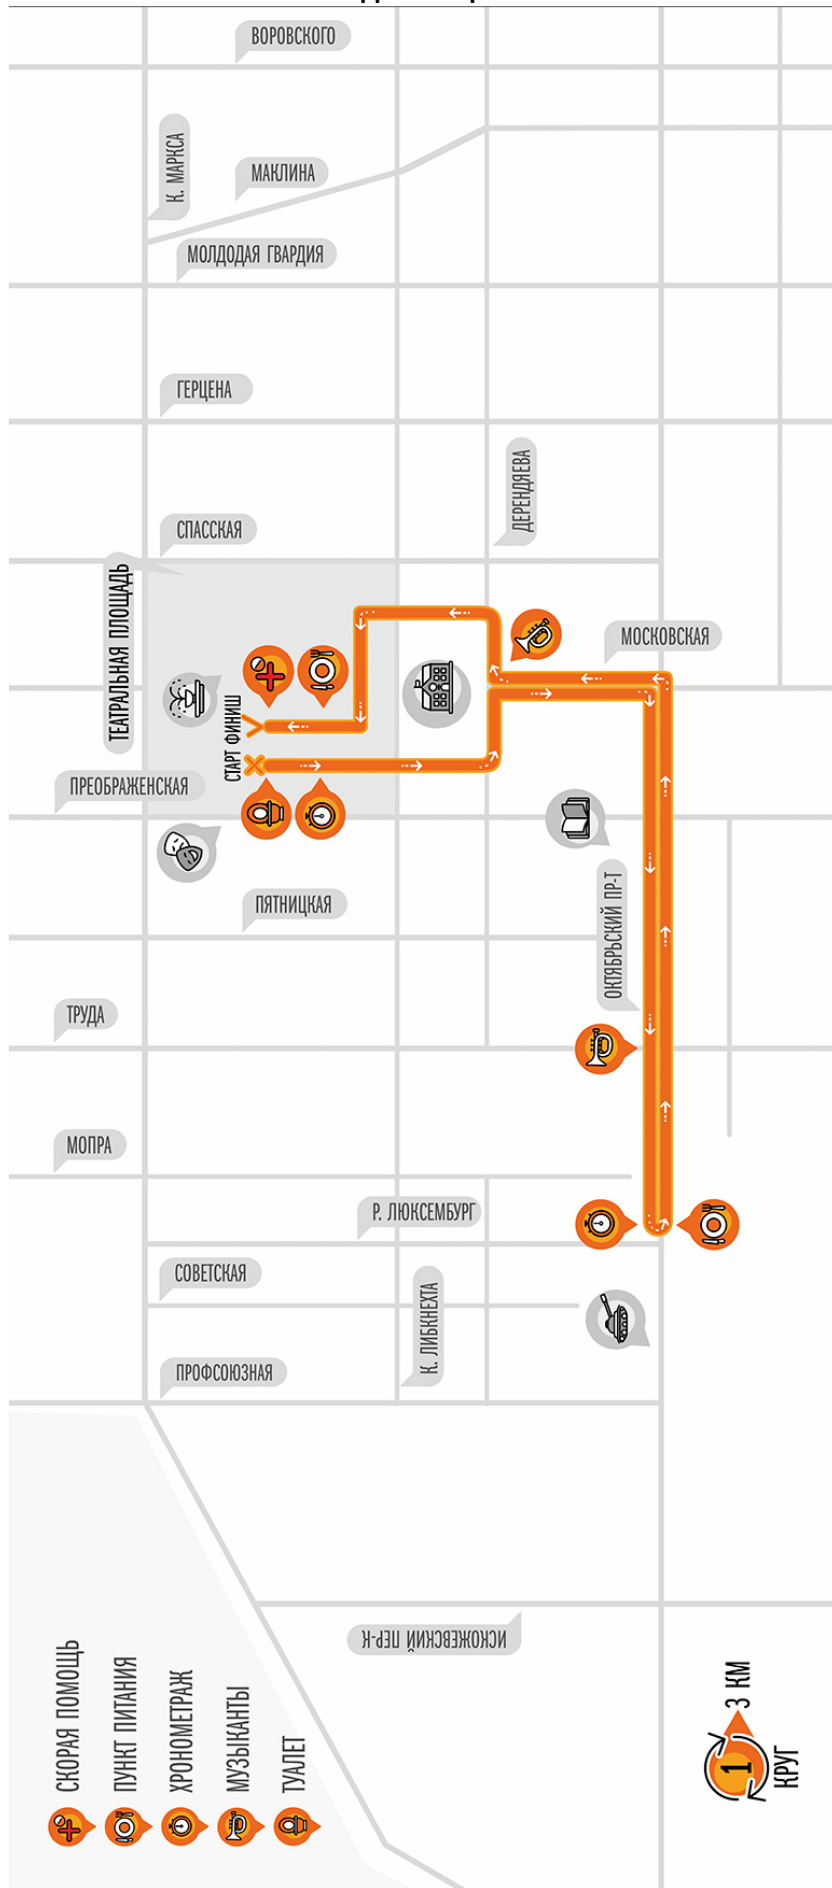 ВОРОВСКОГО
К. МАРКСА
МАКЛИНА
МОЛДОДАЯ ГВАРДИЯ
ГЕРЦЕНА
ДЕРЕНДЯЕВА
СПАССКАЯ
ТЕАТРАЛЬНАЯ ПЛОЩАДЬ
МОСКОВСКАЯ
СТАРТ ФИНИШ
ПРЕОБРАЖЕНСКАЯ
ПЯТНИЦКАЯ
ОКТЯБРЬСКИЙ ПР-Т
ТРУДА
МОПРА
Р. ЛЮКСЕМБУРГ
СОВЕТСКАЯ
К. ЛИБКНЕХТА
ПРОФСОЮЗНАЯ
ИСКОЖЕВСКИЙ ПЕР-К
СКОРАЯ ПОМОЩЬ
ПУНКТ ПИТАНИЯ
ХРОНОМЕТРАЖ
МУЗЫКАНТЫ
ТУАЛЕТ
1 3 КМ
КРУГ